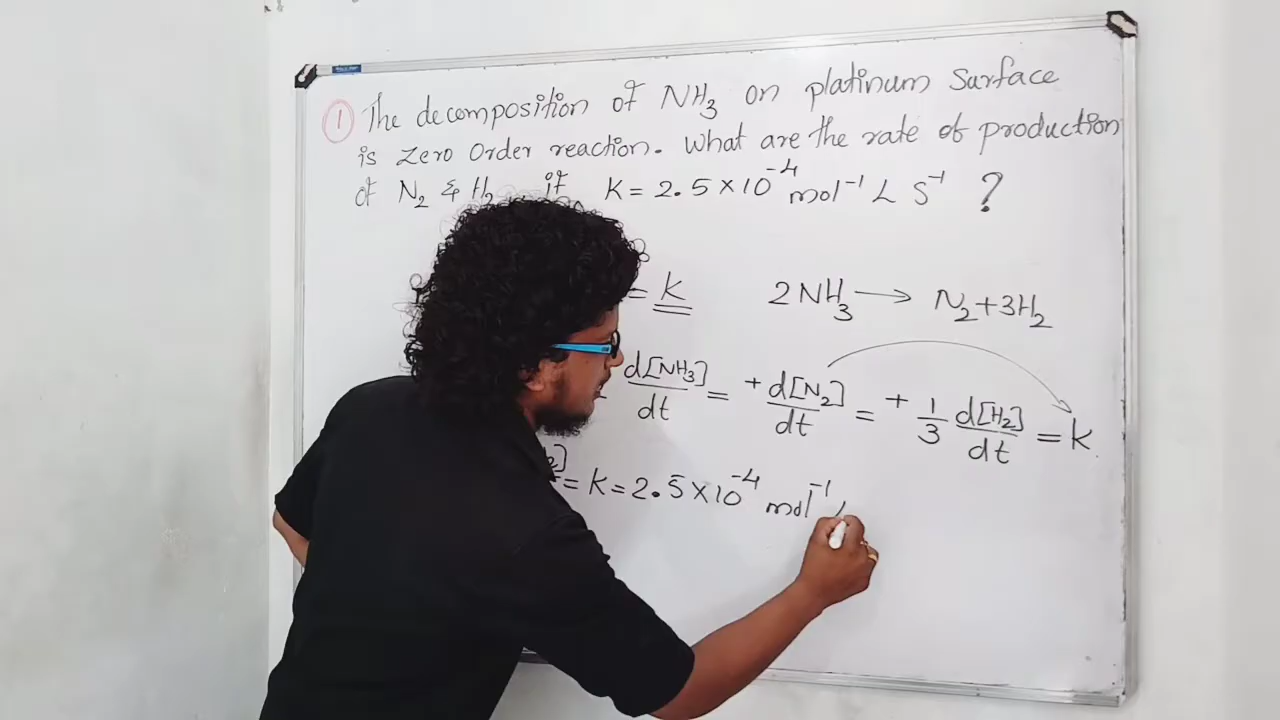 ① The decomposition of NH₃ on platinum Surface
is Zero Order reaction. What are the rate of production
of N₂ & H₂ if K = 2.5 × 10⁻⁴ mol⁻¹ L S⁻¹ ?
= k 2NH₃ → N₂ + 3H₂
d[NH₃]/dt = + d[N₂]/dt = + 1/3 d[H₂]/dt = k
= k = 2.5 × 10⁻⁴ mol⁻¹